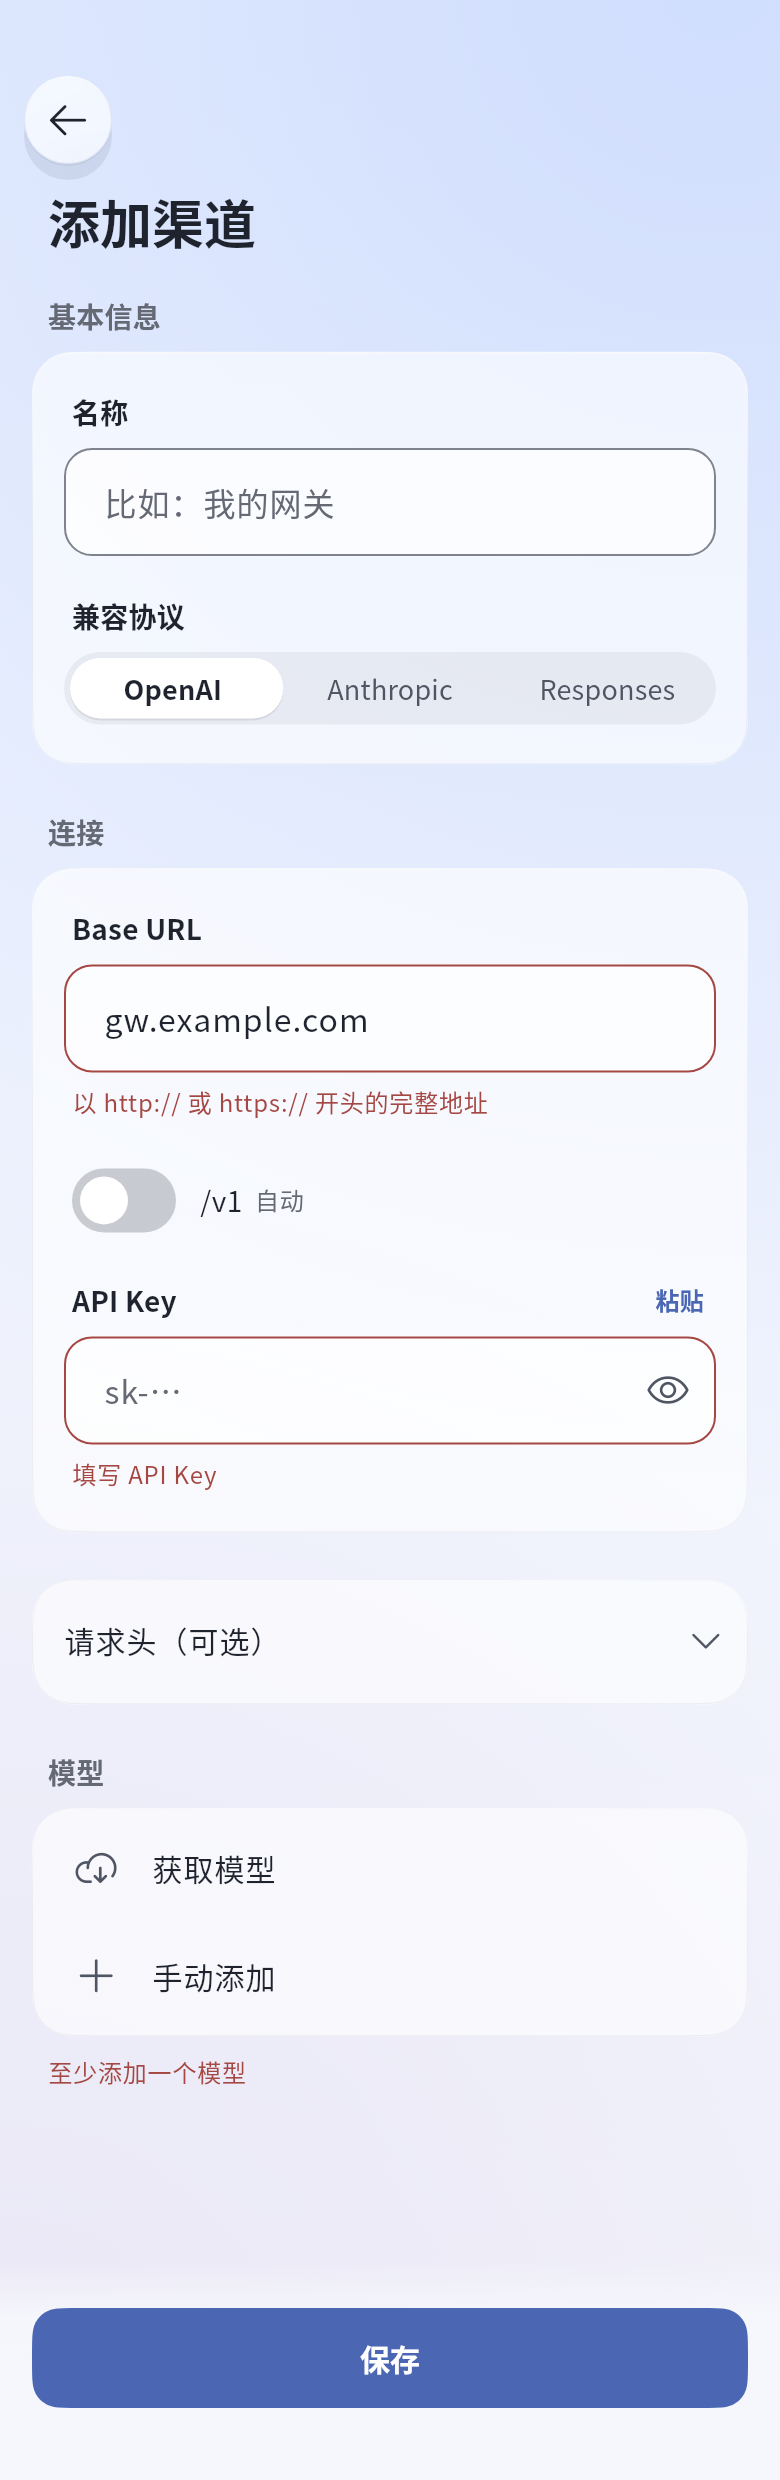 添加渠道
基本信息
名称
比如：我的网关
兼容协议
OpenAI Anthropic Responses
连接
Base URL
gw.example.com
以 http:// 或 https:// 开头的完整地址
/v1 自动
API Key 粘贴
sk-…
填写 API Key
请求头（可选）
模型
获取模型
手动添加
至少添加一个模型
保存